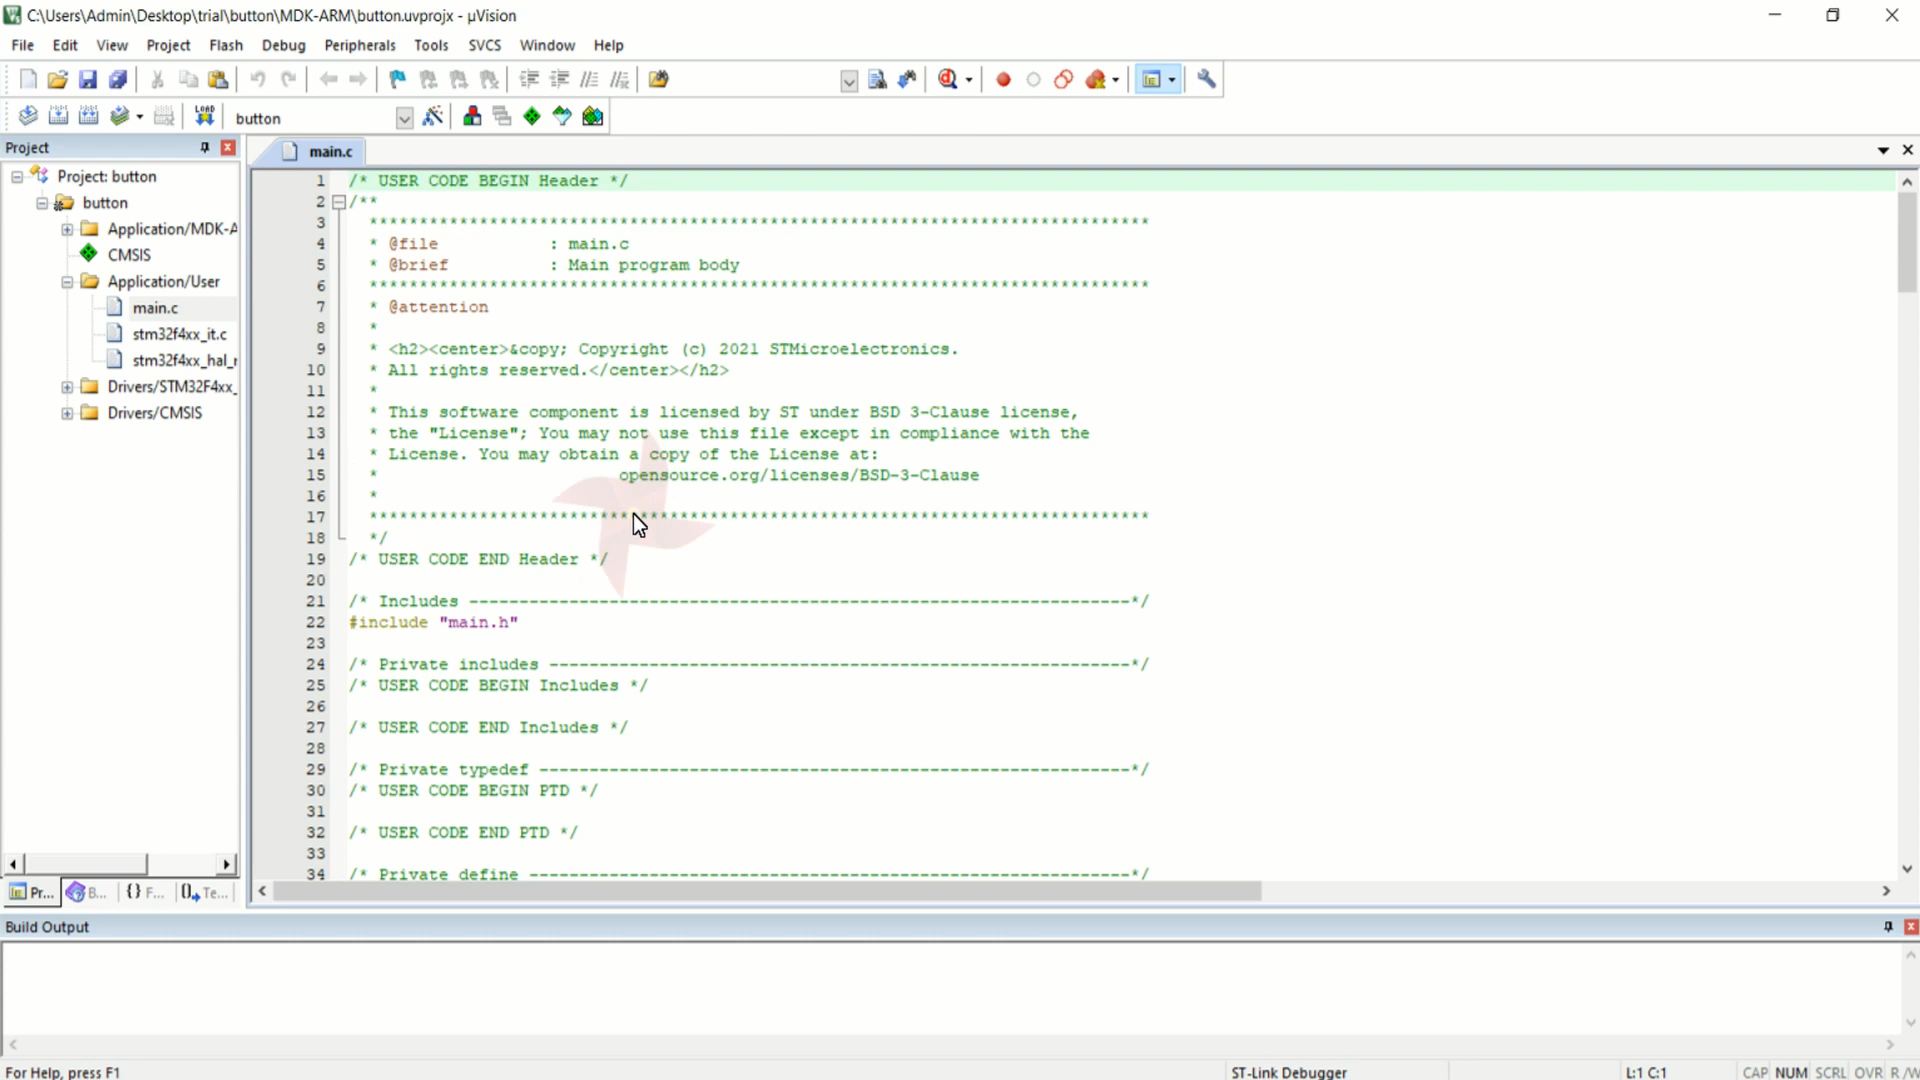 C:\Users\Admin\Desktop\trial\button\MDK-ARM\button.uvprojx - µVision
File Edit View Project Flash Debug Peripherals Tools SVCS Window Help
LOAD button
Project
main.c
Project: button
button
Application/MDK-A
CMSIS
Application/User
main.c
stm32f4xx_it.c
stm32f4xx_hal_r
Drivers/STM32F4xx_
Drivers/CMSIS
Pr... B... {} F... Te...
1 /* USER CODE BEGIN Header */
2 /**
3 ******************************************************************************
4 * @file : main.c
5 * @brief : Main program body
6 ******************************************************************************
7 * @attention
8 *
9 * <h2><center>&copy; Copyright (c) 2021 STMicroelectronics.
10 * All rights reserved.</center></h2>
11 *
12 * This software component is licensed by ST under BSD 3-Clause license,
13 * the "License"; You may not use this file except in compliance with the
14 * License. You may obtain a copy of the License at:
15 * opensource.org/licenses/BSD-3-Clause
16 *
17 ******************************************************************************
18 */
19 /* USER CODE END Header */
20
21 /* Includes ------------------------------------------------------------------*/
22 #include "main.h"
23
24 /* Private includes ----------------------------------------------------------*/
25 /* USER CODE BEGIN Includes */
26
27 /* USER CODE END Includes */
28
29 /* Private typedef -----------------------------------------------------------*/
30 /* USER CODE BEGIN PTD */
31
32 /* USER CODE END PTD */
33
34 /* Private define ------------------------------------------------------------*/
Build Output
For Help, press F1 ST-Link Debugger L:1 C:1 CAP NUM SCRL OVR R/W